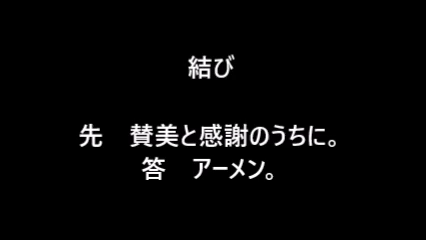 結び
先　賛美と感謝のうちに。
答　アーメン。